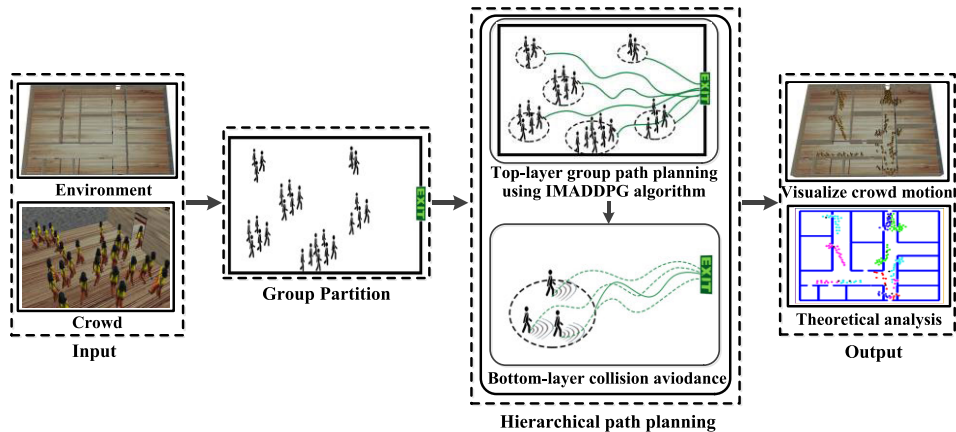 Environment
Crowd
Input
EXIT
Group Partition
EXIT
Top-layer group path planning
using IMADDPG algorithm
EXIT
Bottom-layer collision aviodance
Hierarchical path planning
Visualize crowd motion
Theoretical analysis
Output